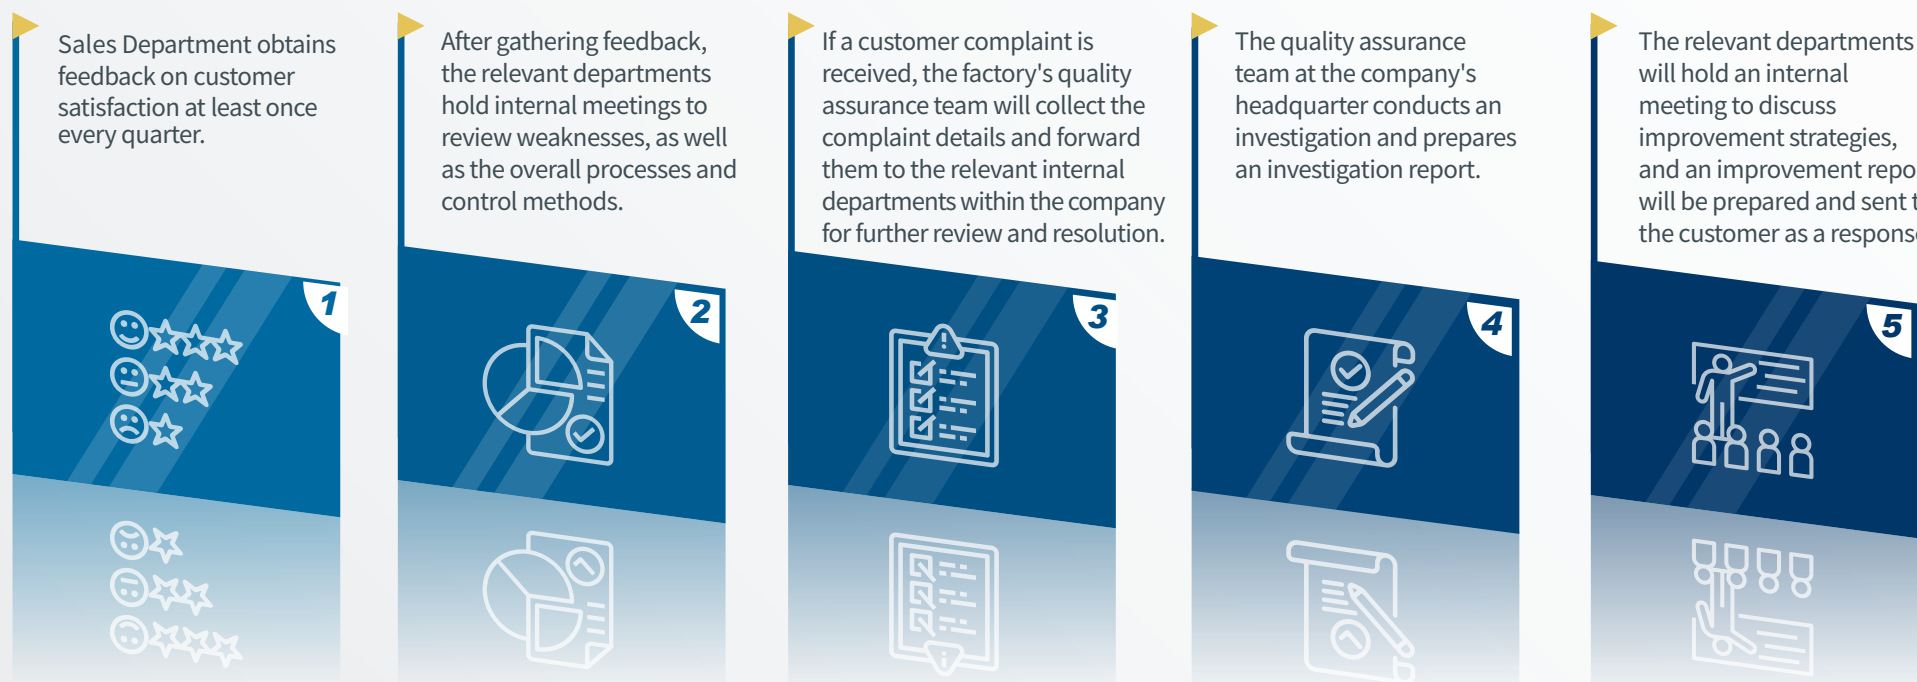 Sales Department obtains
feedback on customer
satisfaction at least once
every quarter.
1
After gathering feedback,
the relevant departments
hold internal meetings to
review weaknesses, as well
as the overall processes and
control methods.
2
If a customer complaint is
received, the factory's quality
assurance team will collect the
complaint details and forward
them to the relevant internal
departments within the company
for further review and resolution.
3
The quality assurance
team at the company's
headquarter conducts an
investigation and prepares
an investigation report.
4
The relevant departments
will hold an internal
meeting to discuss
improvement strategies,
and an improvement
will be prepared and sent
the customer as a
5